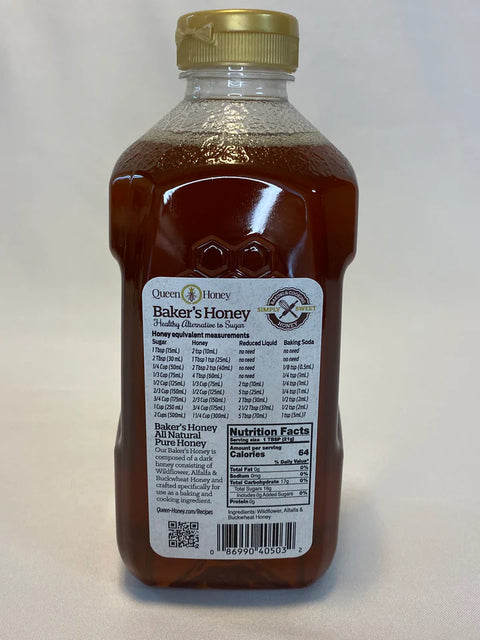 Queen Honey
Baker's Honey
Healthy Alternative to Sugar
SIMPLY SWEET
HONEY
Honey equivalent measurements
Sugar Honey Reduced Liquid Baking Soda
1 Tbsp (15mL) 2 tsp (10mL) no need no need
2 Tbsp (30 mL) 1 Tbsp 1 tsp (25mL) no need no need
1/4 Cup (50mL) 2 Tbsp 2 tsp (40mL) no need 1/8 tsp (0.5mL)
1/3 Cup (75mL) 4 Tbsp (60mL) no need 1/4 tsp (1mL)
1/2 Cup (125mL) 1/3 Cup (75mL) 2 tsp (10mL) 1/4 tsp (1mL)
2/3 Cup (150mL) 1/2 Cup (125mL) 5 tsp (25mL) 1/4 tsp (1mL)
3/4 Cup (175mL) 2/3 Cup (150mL) 2 Tbsp (30mL) 1/2 tsp (2mL)
1 Cup (250 mL) 3/4 Cup (175mL) 2 1/2 Tbsp (37mL) 1/2 tsp (2mL)
2 Cups (500mL) 1 1/4 Cup (300mL) 5 Tbsp (70mL) 1 tsp (5mL)?
Baker's Honey
All Natural
Pure Honey
Our Baker's Honey is
composed of a dark
honey consisting of
Wildflower, Alfalfa &
Buckwheat Honey and
crafted specifically for
use as a baking and
cooking ingredient.
Queen-Honey.com/Recipes
Nutrition Facts
Serving size 1 TBSP (21g)
Amount per serving
Calories 64
% Daily Value*
Total Fat 0g 0%
Sodium 0mg 0%
Total Carbohydrate 17g 1%
Total Sugars 16g
Includes 0g Added Sugars 0%
Protein 0g
Ingredients: Wildflower, Alfalfa &
Buckwheat Honey
0 86990 40503 2